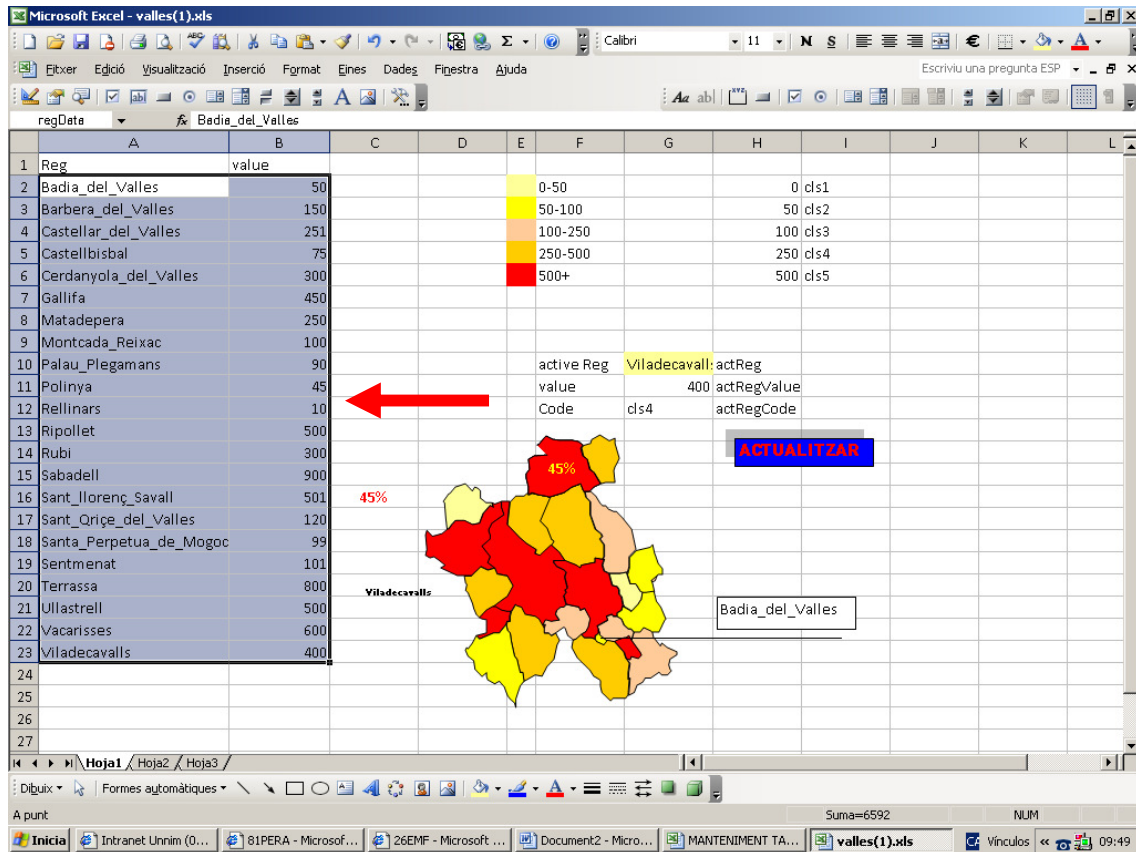 Microsoft Excel - valles(1).xls
Calibri 11 N S €
Eitxer Edició Visualització Inserció Format Eines Dades Finestra Ajuda Escriviu una pregunta ESP
regData fx Badia_del_Valles
A B C D E F G H I J K L
1 Reg value
2 Badia_del_Valles 50 0-50 0 cls1
3 Barbera_del_Valles 150 50-100 50 cls2
4 Castellar_del_Valles 251 100-250 100 cls3
5 Castellbisbal 75 250-500 250 cls4
6 Cerdanyola_del_Valles 300 500+ 500 cls5
7 Gallifa 450
8 Matadepera 250
9 Montcada_Reixac 100
10 Palau_Plegamans 90 active Reg Viladecavall: actReg
11 Polinya 45 value 400 actRegValue
12 Rellinars 10 Code cls4 actRegCode
13 Ripollet 500
14 Rubi 300 ACTUALITZAR
15 Sabadell 900 45%
16 Sant_llorenç_Savall 501 45%
17 Sant_Qriçe_del_Valles 120
18 Santa_Perpetua_de_Mogoc 99
19 Sentmenat 101
20 Terrassa 800 Viladecavalls
21 Ullastrell 500 Badia_del_Valles
22 Vacarisses 600
23 Viladecavalls 400
24
25
26
27
Hoja1 Hoja2 Hoja3
Dibuix Formes automàtiques
A punt Suma=6592 NUM
Inicia Intranet Unnim (0... 81PERA - Microsof... 26EMF - Microsoft ... Document2 - Micro... MANTENIMENT TA... valles(1).xls Vínculos « 09:49